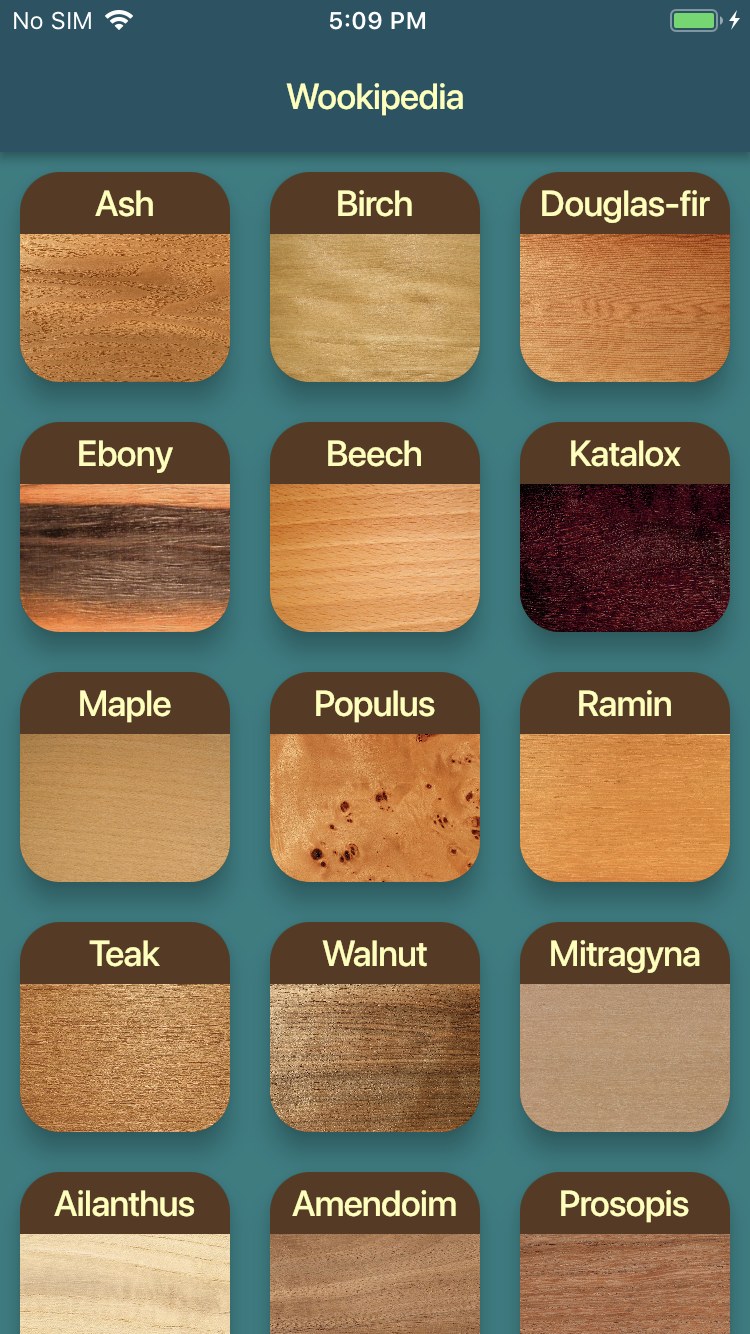 No SIM 5:09 PM
Wookipedia
Ash Birch Douglas-fir
Ebony Beech Katalox
Maple Populus Ramin
Teak Walnut Mitragyna
Ailanthus Amendoim Prosopis